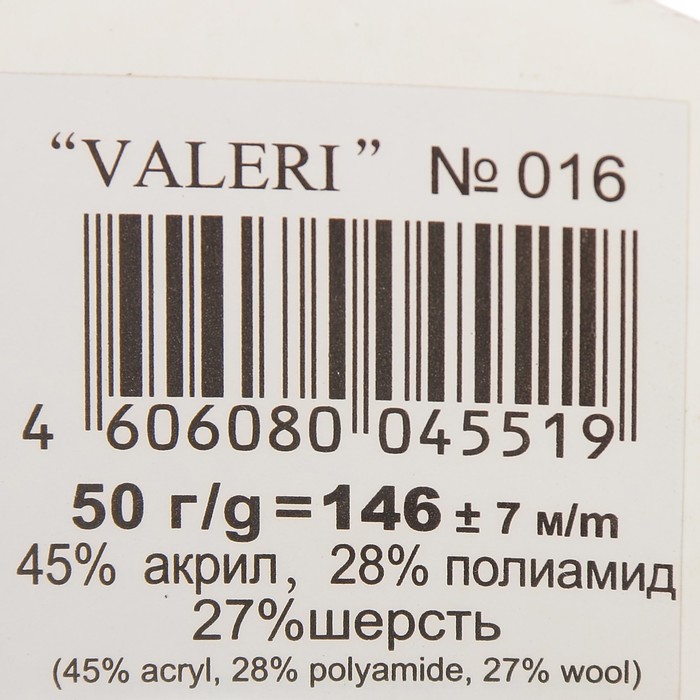 “VALERI” № 016
4 606080 045519
50 г/g=146 ± 7 м/m
45% акрил, 28% полиамид
27%шерсть
(45% acryl, 28% polyamide, 27% wool)